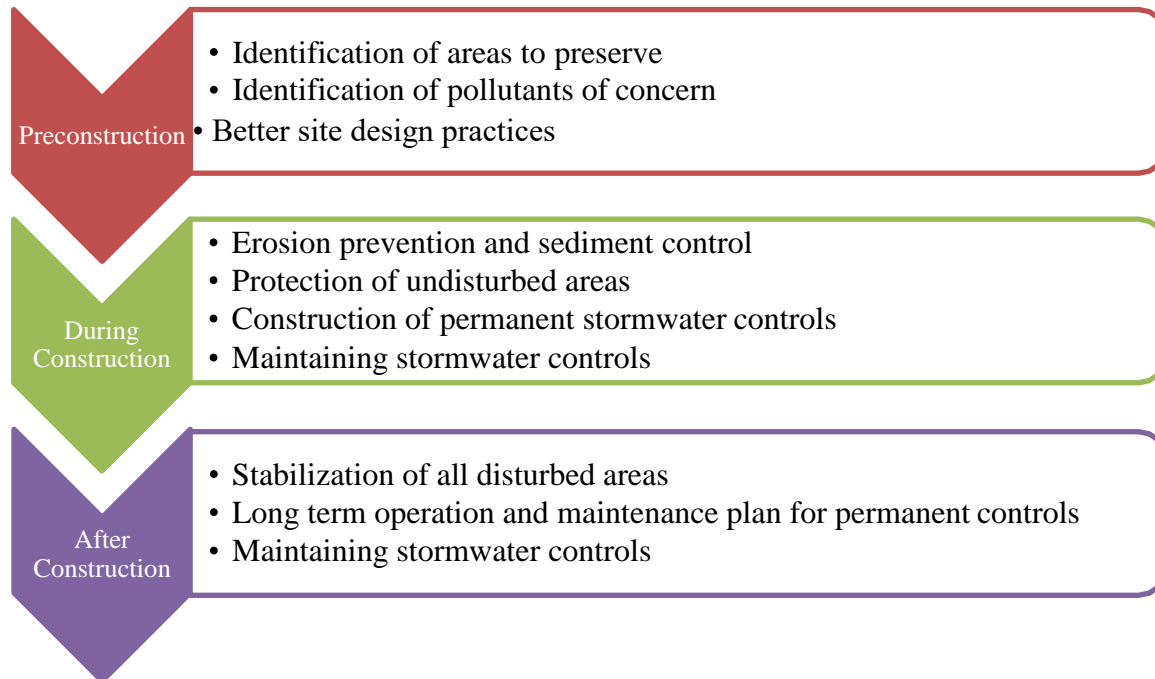 Preconstruction
• Identification of areas to preserve
• Identification of pollutants of concern
• Better site design practices
During
Construction
• Erosion prevention and sediment control
• Protection of undisturbed areas
• Construction of permanent stormwater controls
• Maintaining stormwater controls
After
Construction
• Stabilization of all disturbed areas
• Long term operation and maintenance plan for permanent controls
• Maintaining stormwater controls